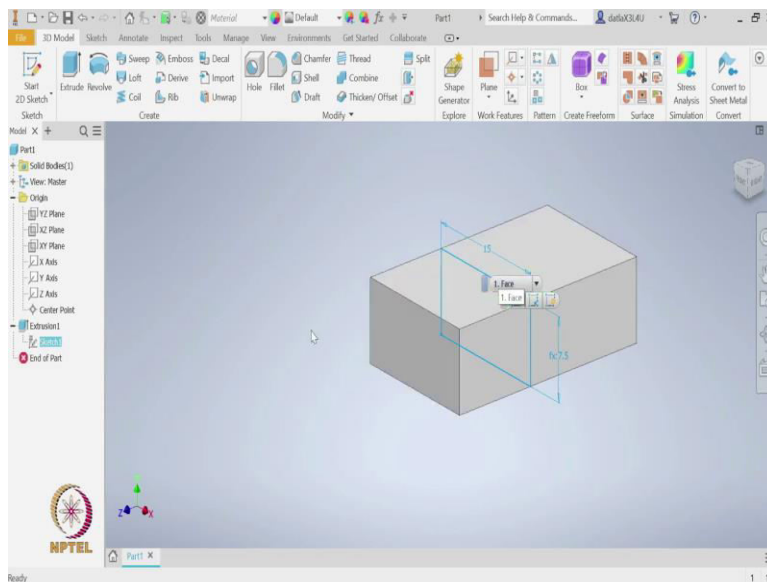 Material
Default
Part1
Search Help & Commands...
datlaX3L4U
File 3D Model Sketch Annotate Inspect Tools Manage View Environments Get Started Collaborate
Start 2D Sketch
Extrude
Revolve
Sweep Emboss Decal
Loft Derive Import
Coil Rib Unwrap
Hole
Fillet
Chamfer Thread Split
Shell Combine
Draft Thicken/ Offset
Shape Generator
Plane
Box
Stress Analysis
Convert to Sheet Metal
Sketch Create Modify Explore Work Features Pattern Create Freeform Surface Simulation Convert
Model X +
Part1
Solid Bodies(1)
View: Master
Origin
YZ Plane
XZ Plane
XY Plane
X Axis
Y Axis
Z Axis
Center Point
Extrusion1
Sketch1
End of Part
15
1. Face
1. Face
fx:7.5
Z X
NPTEL
Part1 X
Ready
1